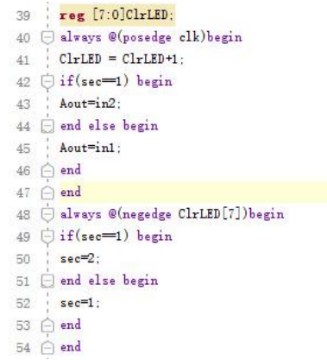 39 reg [7:0]ClrLED;
40 always @(posedge clk)begin
41 ClrLED = ClrLED+1;
42 if(sec==1) begin
43 Aout=in2;
44 end else begin
45 Aout=in1;
46 end
47 end
48 always @(negedge ClrLED[7])begin
49 if(sec==1) begin
50 sec=2;
51 end else begin
52 sec=1;
53 end
54 end